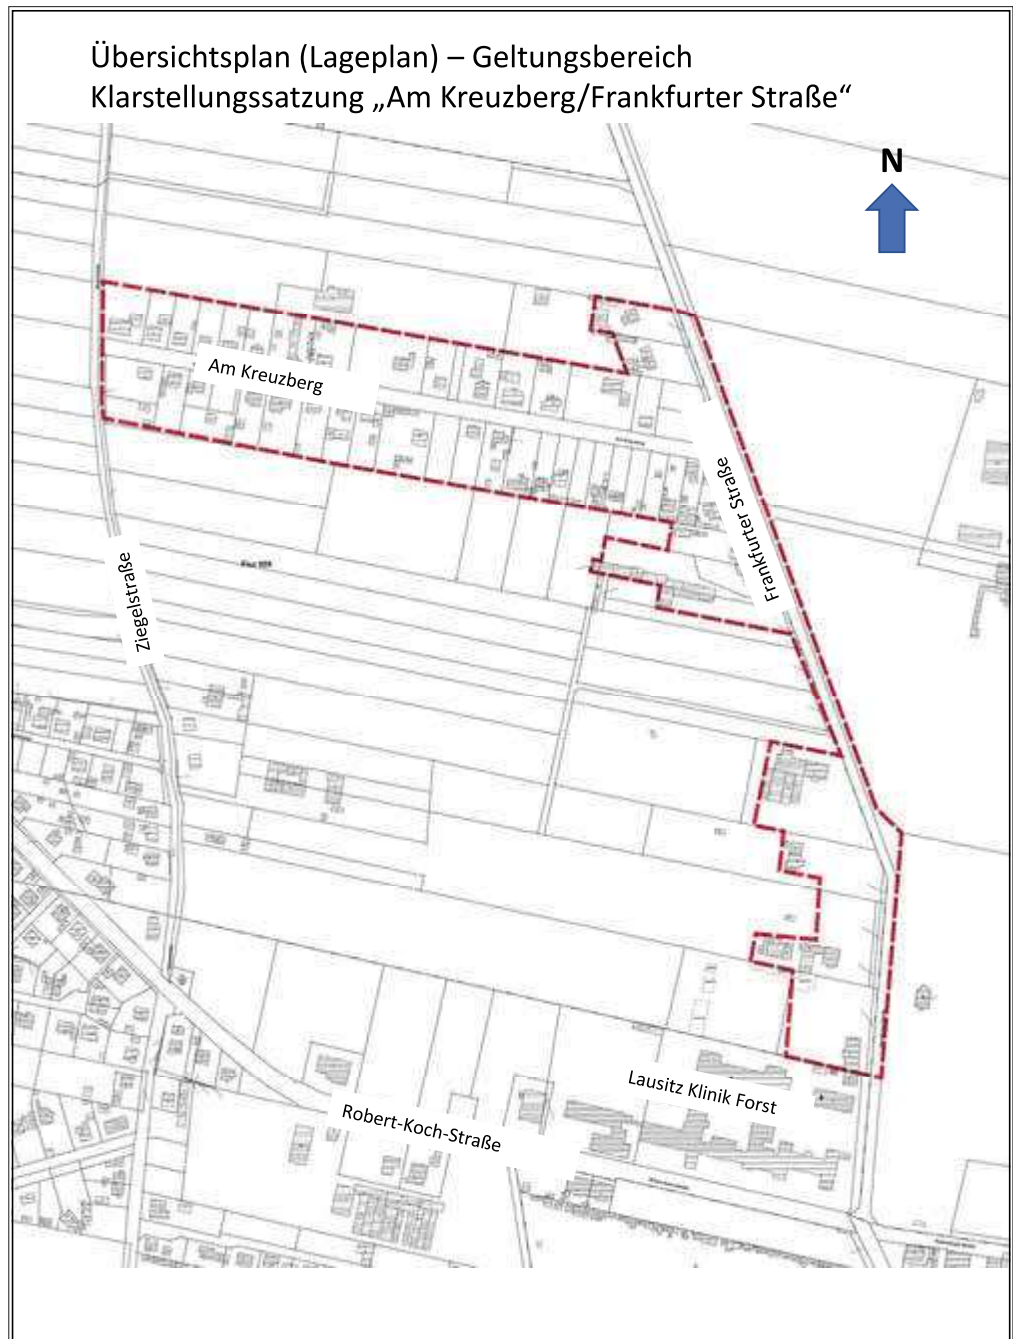 Übersichtsplan (Lageplan) – Geltungsbereich
Klarstellungssatzung „Am Kreuzberg/Frankfurter Straße“
N
Am Kreuzberg
Frankfurter Straße
Ziegelstraße
Lausitz Klinik Forst
Robert-Koch-Straße